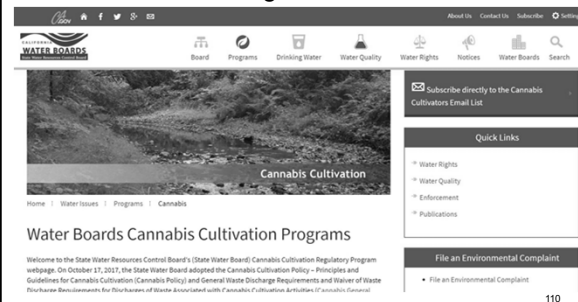 CA.GOV
About Us Contact Us Subscribe Settings
CALIFORNIA
WATER BOARDS
State Water Resources Control Board
Board Programs Drinking Water Water Quality Water Rights Notices Water Boards Search
Subscribe directly to the Cannabis
Cultivators Email List
Quick Links
Water Rights
Water Quality
Enforcement
Publications
Cannabis Cultivation
Home Water Issues Programs Cannabis
Water Boards Cannabis Cultivation Programs
Welcome to the State Water Resources Control Board's (State Board) Cannabis Cultivation Regulatory Program
webpage. On October 17, 2017, the State Water Board adopted the Cannabis Cultivation Policy – Principles and
Guidelines for Cannabis Cultivation (Cannabis Policy) and General Waste Discharge Requirements and Waiver of Waste
Discharge Requirements for Discharges of Waste Associated with Cannabis Cultivation Activities (Cannabis General
File an Environmental Complaint
File an Environmental Complaint
110